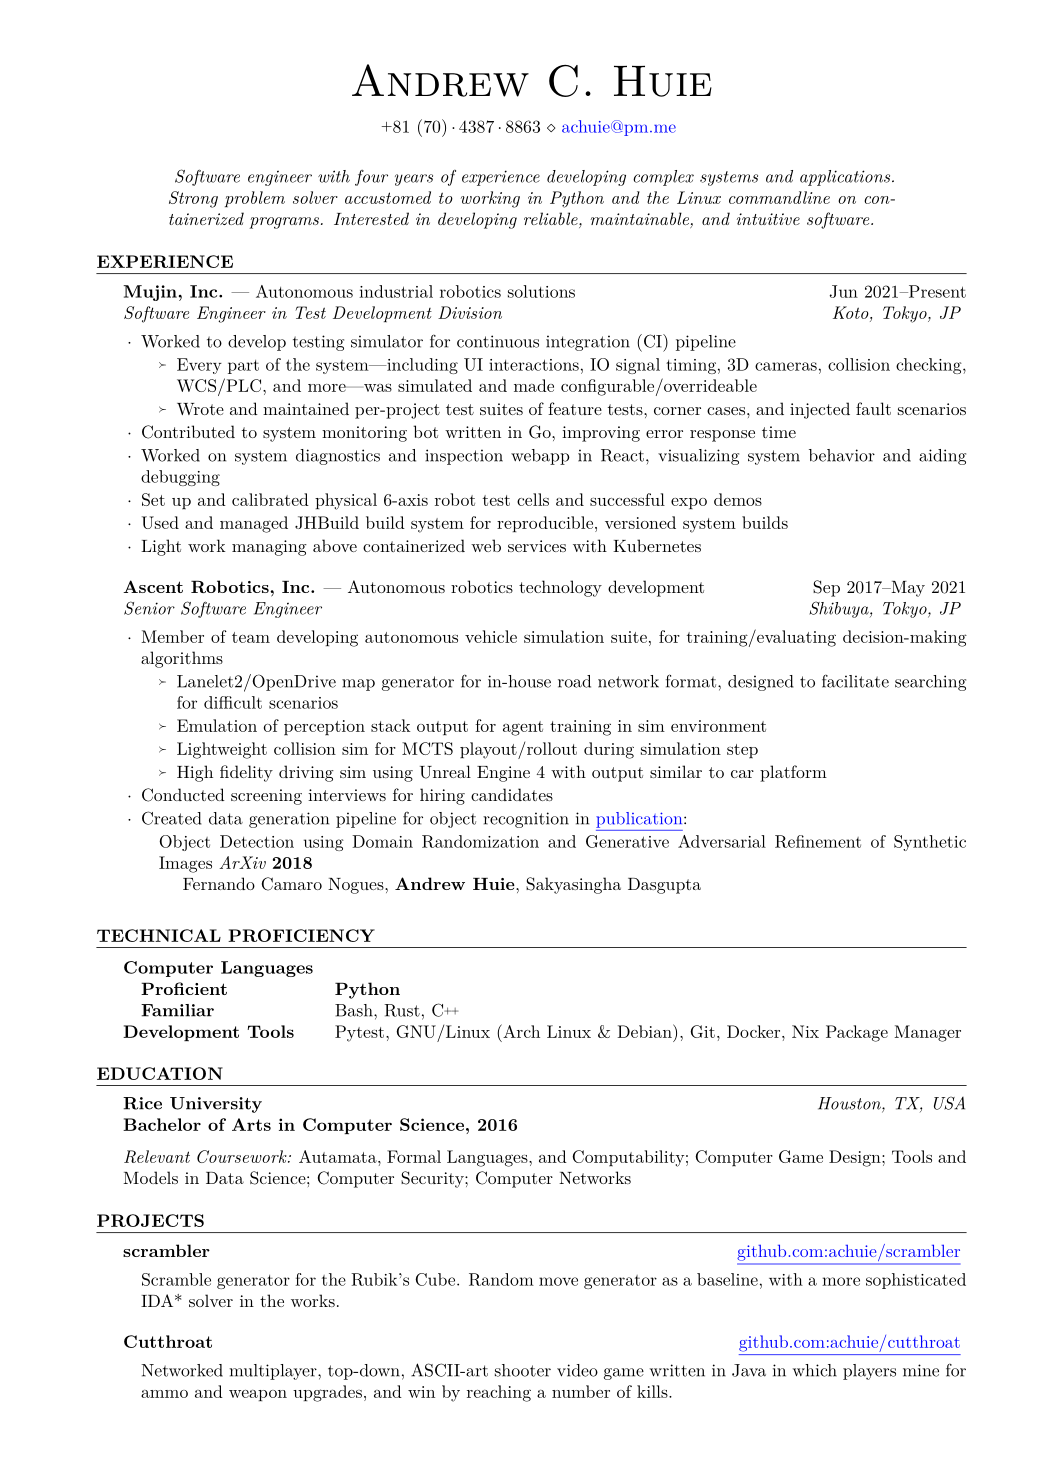 Andrew C. Huie
+81 (70) · 4387 · 8863 ⋄ achuie@pm.me
Software engineer with four years of experience developing complex systems and applications.
Strong problem solver accustomed to working in Python and the Linux commandline on con-
tainerized programs. Interested in developing reliable, maintainable, and intuitive software.
EXPERIENCE
Mujin, Inc. — Autonomous industrial robotics solutions Jun 2021–Present
Software Engineer in Test Development Division Koto, Tokyo, JP
· Worked to develop testing simulator for continuous integration (CI) pipeline
≻ Every part of the system—including UI interactions, IO signal timing, 3D cameras, collision checking,
WCS/PLC, and more—was simulated and made configurable/overrideable
≻ Wrote and maintained per-project test suites of feature tests, corner cases, and injected fault scenarios
· Contributed to system monitoring bot written in Go, improving error response time
· Worked on system diagnostics and inspection webapp in React, visualizing system behavior and aiding
debugging
· Set up and calibrated physical 6-axis robot test cells and successful expo demos
· Used and managed JHBuild build system for reproducible, versioned system builds
· Light work managing above containerized web services with Kubernetes
Ascent Robotics, Inc. — Autonomous robotics technology development Sep 2017–May 2021
Senior Software Engineer Shibuya, Tokyo, JP
· Member of team developing autonomous vehicle simulation suite, for training/evaluating decision-making
algorithms
≻ Lanelet2/OpenDrive map generator for in-house road network format, designed to facilitate searching
for difficult scenarios
≻ Emulation of perception stack output for agent training in sim environment
≻ Lightweight collision sim for MCTS playout/rollout during simulation step
≻ High fidelity driving sim using Unreal Engine 4 with output similar to car platform
· Conducted screening interviews for hiring candidates
· Created data generation pipeline for object recognition in publication:
Object Detection using Domain Randomization and Generative Adversarial Refinement of Synthetic
Images ArXiv 2018
Fernando Camaro Nogues, Andrew Huie, Sakyasingha Dasgupta
TECHNICAL PROFICIENCY
Computer Languages
Proficient Python
Familiar Bash, Rust, C++
Development Tools Pytest, GNU/Linux (Arch Linux & Debian), Git, Docker, Nix Package Manager
EDUCATION
Rice University Houston, TX, USA
Bachelor of Arts in Computer Science, 2016
Relevant Coursework: Autamata, Formal Languages, and Computability; Computer Game Design; Tools and
Models in Data Science; Computer Security; Computer Networks
PROJECTS
scrambler github.com:achuie/scrambler
Scramble generator for the Rubik's Cube. Random move generator as a baseline, with a more sophisticated
IDA* solver in the works.
Cutthroat github.com:achuie/cutthroat
Networked multiplayer, top-down, ASCII-art shooter video game written in Java in which players mine for
ammo and weapon upgrades, and win by reaching a number of kills.